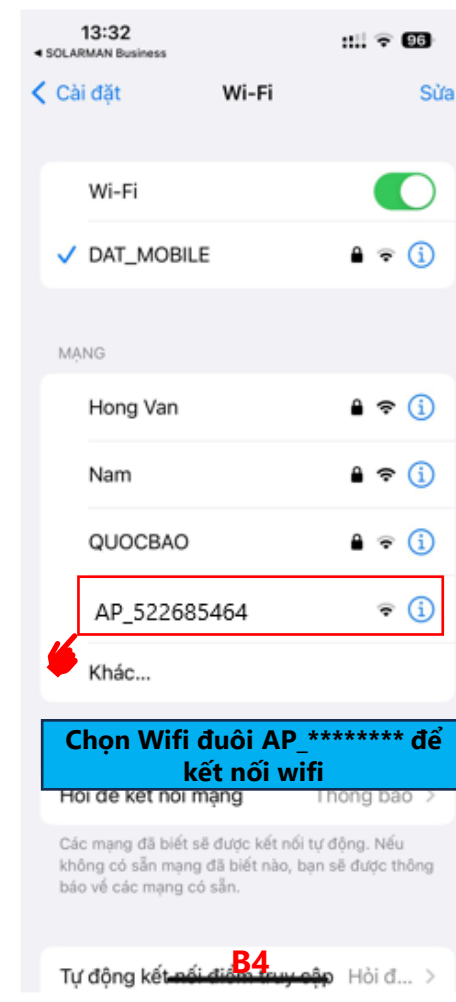 13:32
96
◀ SOLARMAN Business
Cài đặt
Wi-Fi
Sửa
Wi-Fi
DAT_MOBILE
MẠNG
Hong Van
Nam
QUOCBAO
AP_522685464
Khác...
Chọn Wifi đuôi AP_******** để
kết nối wifi
Hỏi để kết nối mạng
Thông báo >
Các mạng đã biết sẽ được kết nối tự động. Nếu
không có sẵn mạng đã biết nào, bạn sẽ được thông
báo về các mạng có sẵn.
B4
Tự động kết nối điểm truy cập
Hỏi đ... >